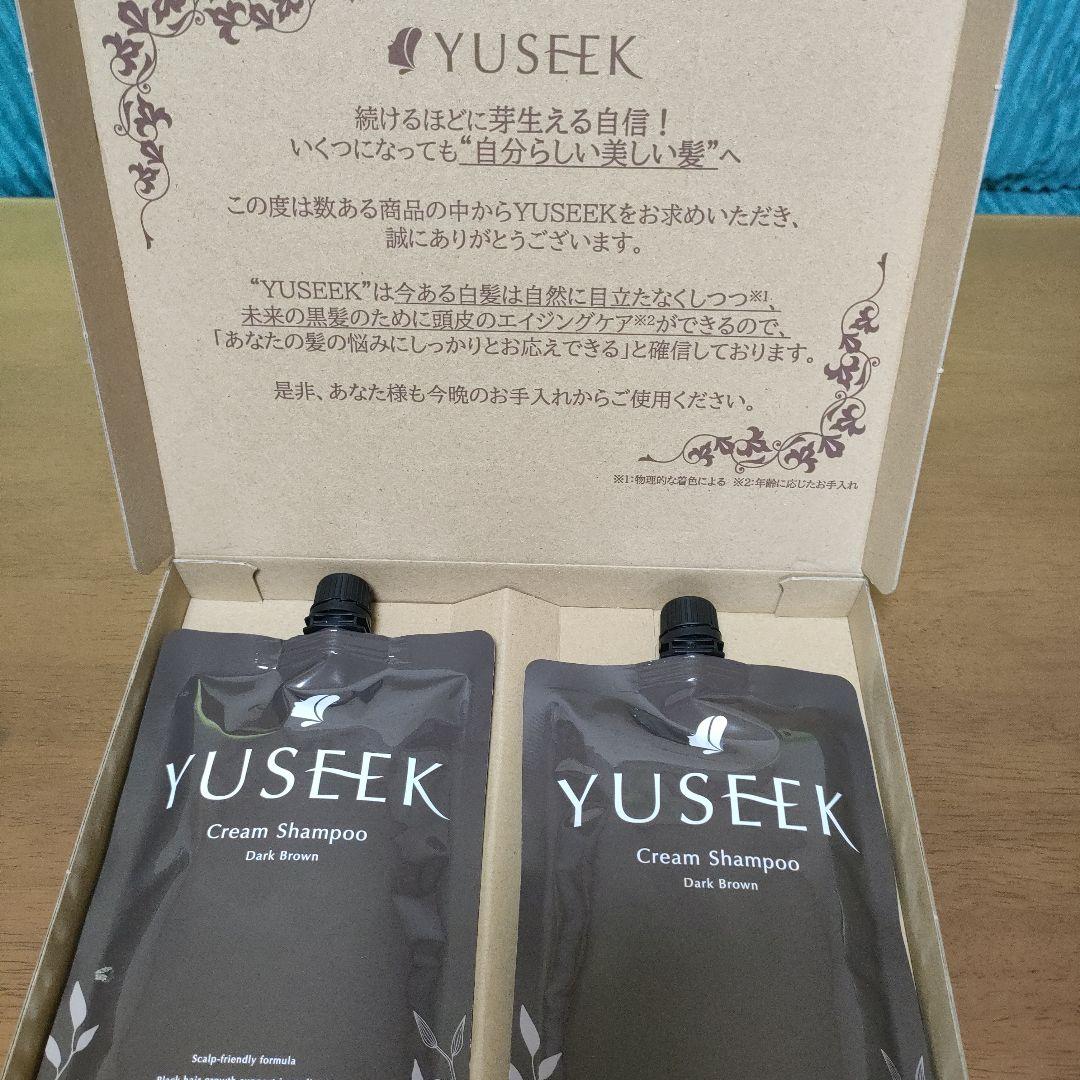 YUSEEK
続けるほどに芽生える自信！
いくつになっても“自分らしい美しい髪”へ
この度は数ある商品の中からYUSEEKをお求めいただき、
誠にありがとうございます。
“YUSEEK”は今ある白髪は自然に目立たなくしつつ※1、
未来の黒髪のために頭皮のエイジングケア※2ができるので、
「あなたの髪の悩みにしっかりとお応えできる」と確信しております。
是非、あなた様も今晩のお手入れからご使用ください。
※1:物理的な着色による ※2:年齢に応じたお手入れ
YUSEEK
Cream Shampoo
Dark Brown
Scalp-friendly formula
YUSEEK
Cream Shampoo
Dark Brown